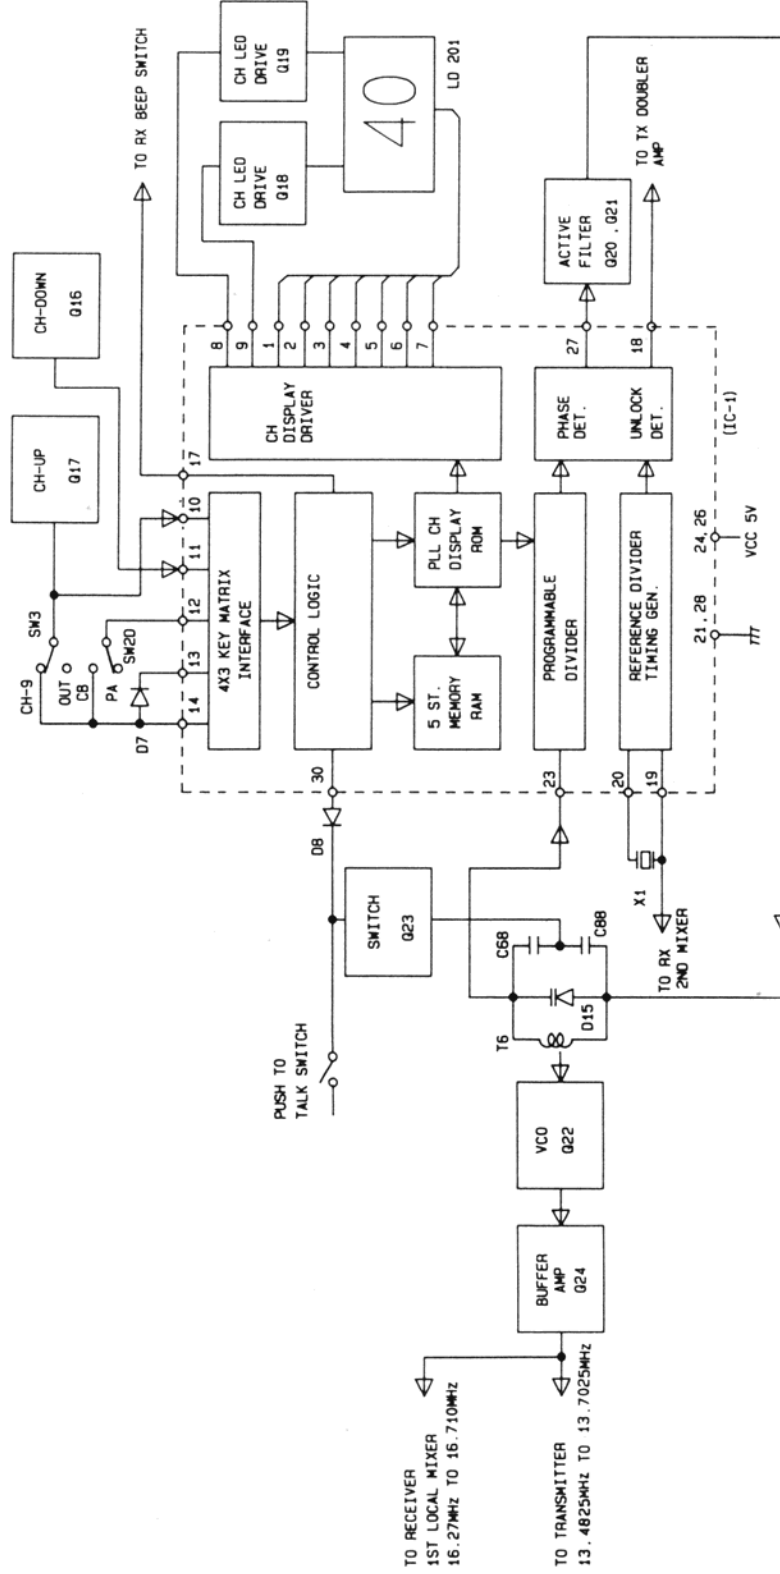 TO RX BEEP SWITCH
CH LED
DRIVE
Q19
CH LED
DRIVE
Q18
40
LD 201
CH-DOWN
Q16
CH-UP
Q17
SW3
CH-9
OUT
CB
PA
SW2D
D7
14
13
12
11
10
17
8
9
1
2
3
4
5
6
7
4X3 KEY MATRIX
INTERFACE
CH
DISPLAY
DRIVER
CONTROL LOGIC
30
D8
PUSH TO
TALK SWITCH
SWITCH
Q23
5 ST.
MEMORY
RAM
PLL CH
DISPLAY
ROM
PROGRAMMABLE
DIVIDER
23
PHASE
DET.
UNLOCK
DET.
27
18
ACTIVE
FILTER
Q20 , Q21
TO TX DOUBLER
AMP
REFERENCE DIVIDER
TIMING GEN.
20
19
X1
TO RX
2ND MIXER
(IC-1)
21,28
24,26
VCC 5V
C68
C88
D15
T6
VCO
Q22
BUFFER
AMP
Q24
TO RECEIVER
1ST LOCAL MIXER
16.27MHz TO 16.710MHz
TO TRANSMITTER
13.4825MHz TO 13.7025MHz